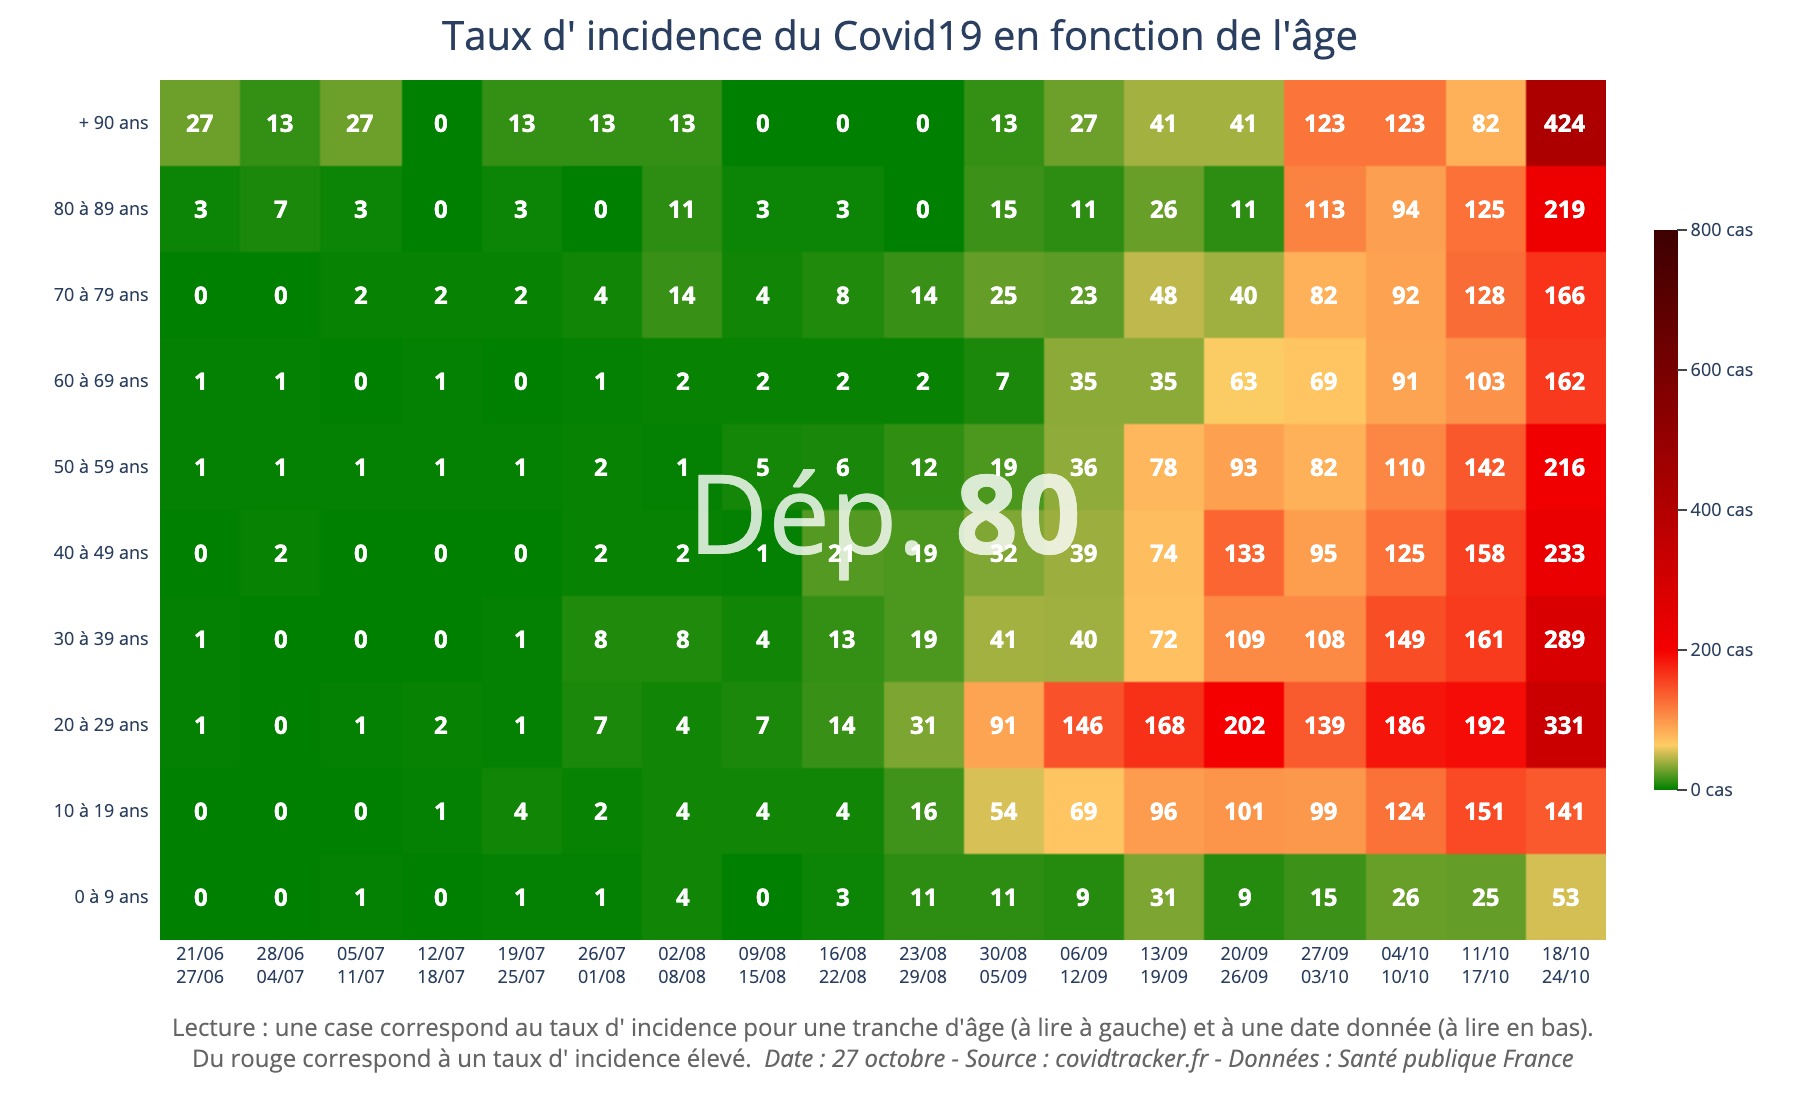 Taux d' incidence du Covid19 en fonction de l'âge
+ 90 ans 27 13 27 0 13 13 13 0 0 0 13 27 41 41 123 123 82 424
80 à 89 ans 3 7 3 0 3 0 11 3 3 0 15 11 26 11 113 94 125 219
70 à 79 ans 0 0 2 2 2 4 14 4 8 14 25 23 48 40 82 92 128 166
60 à 69 ans 1 1 0 1 0 1 2 2 2 2 7 35 35 63 69 91 103 162
50 à 59 ans 1 1 1 1 1 2 1 5 6 12 19 36 78 93 82 110 142 216
Dép. 80
40 à 49 ans 0 2 0 0 0 2 2 1 21 19 32 39 74 133 95 125 158 233
30 à 39 ans 1 0 0 0 1 8 8 4 13 19 41 40 72 109 108 149 161 289
20 à 29 ans 1 0 1 2 1 7 4 7 14 31 91 146 168 202 139 186 192 331
10 à 19 ans 0 0 0 1 4 2 4 4 4 16 54 69 96 101 99 124 151 141
0 à 9 ans 0 0 1 0 1 1 4 0 3 11 11 9 31 9 15 26 25 53
21/06 28/06 05/07 12/07 19/07 26/07 02/08 09/08 16/08 23/08 30/08 06/09 13/09 20/09 27/09 04/10 11/10 18/10
27/06 04/07 11/07 18/07 25/07 01/08 08/08 15/08 22/08 29/08 05/09 12/09 19/09 26/09 03/10 10/10 17/10 24/10
800 cas
600 cas
400 cas
200 cas
0 cas
Lecture : une case correspond au taux d' incidence pour une tranche d'âge (à lire à gauche) et à une date donnée (à lire en bas).
Du rouge correspond à un taux d' incidence élevé. Date : 27 octobre - Source : covidtracker.fr - Données : Santé publique France